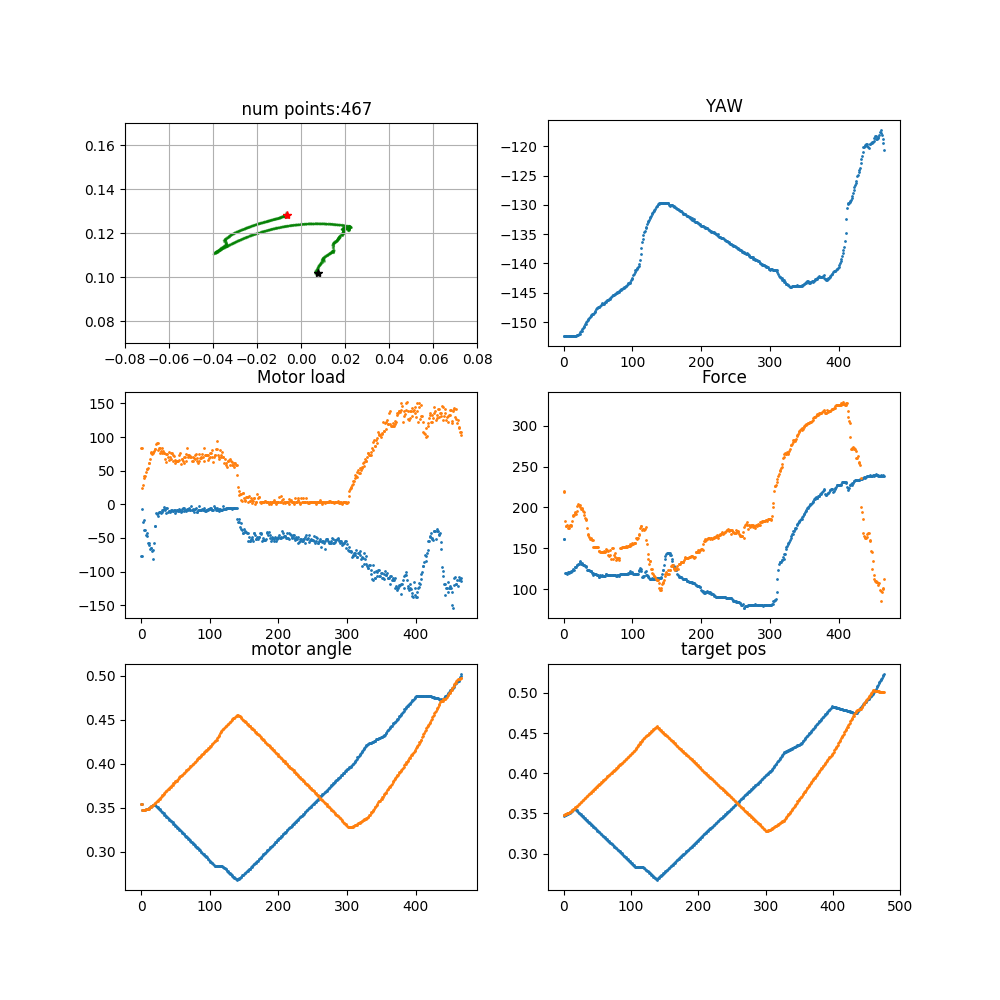 num points:467
0.16
0.14
0.12
0.10
0.08
−0.08 −0.06 −0.04 −0.02 0.00 0.02 0.04 0.06 0.08
YAW
−120
−125
−130
−135
−140
−145
−150
0 100 200 300 400
Motor load
150
100
50
0
−50
−100
−150
0 100 200 300 400
Force
300
250
200
150
100
0 100 200 300 400
motor angle
0.50
0.45
0.40
0.35
0.30
0 100 200 300 400
target pos
0.50
0.45
0.40
0.35
0.30
0 100 200 300 400 500